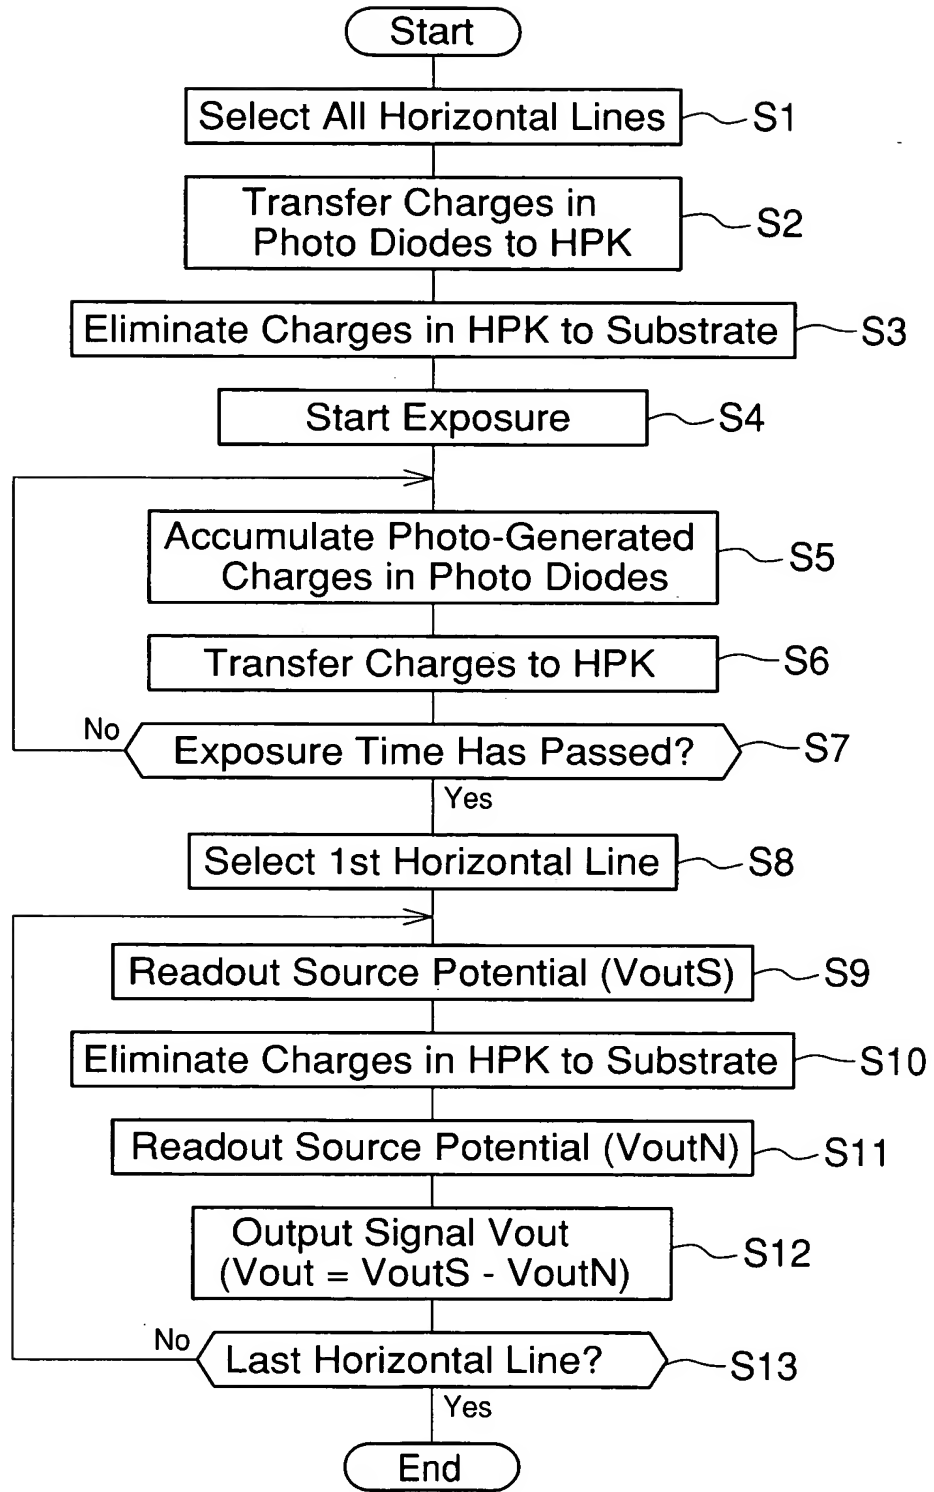 Start
Select All Horizontal Lines
S1
Transfer Charges in
Photo Diodes to HPK
S2
Eliminate Charges in HPK to Substrate
S3
Start Exposure
S4
Accumulate Photo-Generated
Charges in Photo Diodes
S5
Transfer Charges to HPK
S6
No
Exposure Time Has Passed?
S7
Yes
Select 1st Horizontal Line
S8
Readout Source Potential (VoutS)
S9
Eliminate Charges in HPK to Substrate
S10
Readout Source Potential (VoutN)
S11
Output Signal Vout
(Vout = VoutS - VoutN)
S12
No
Last Horizontal Line?
S13
Yes
End